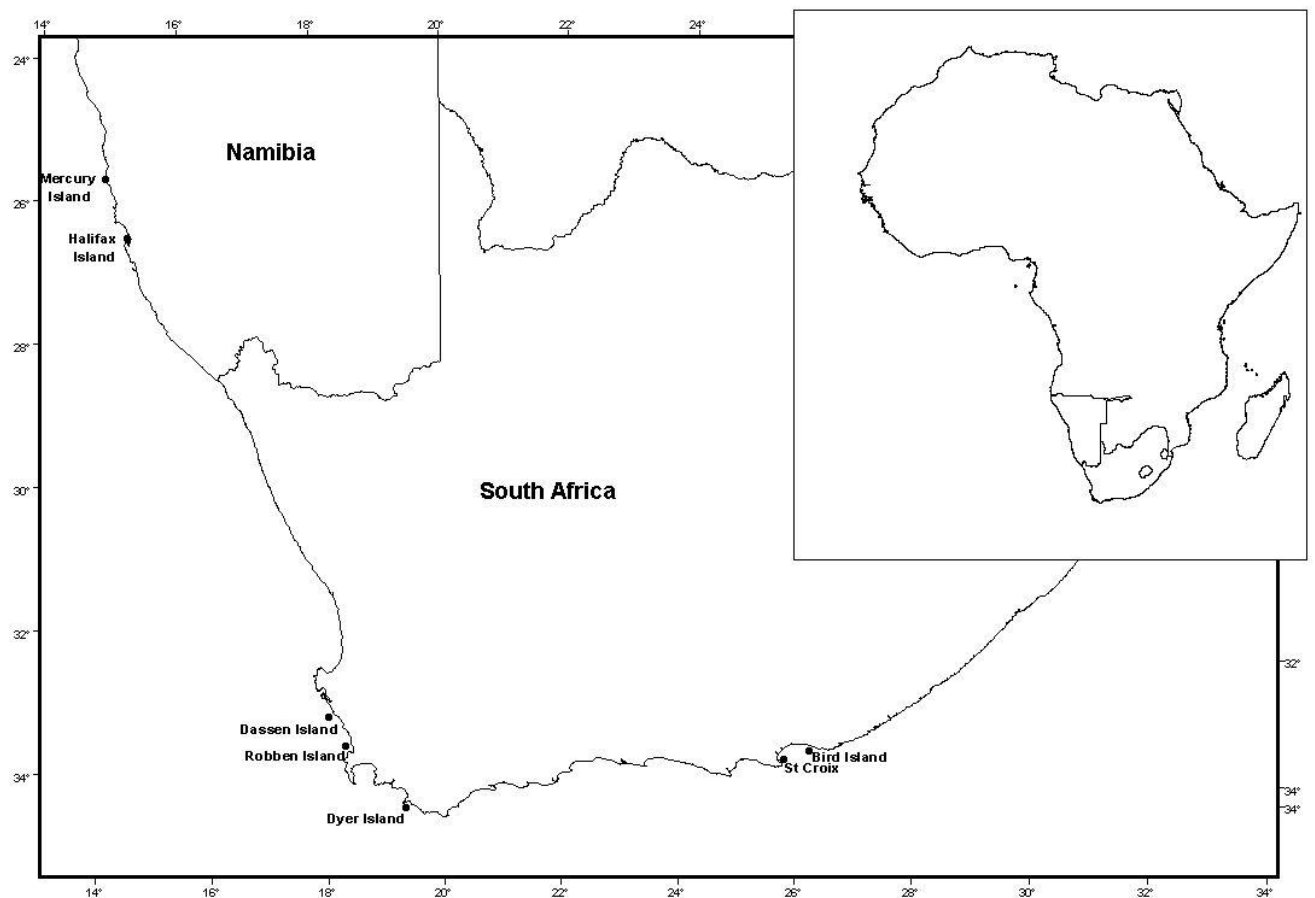 14° 16° 18° 20° 22° 24°
24°
Namibia
Mercury
Island
26°
Halifax
Island
28°
South Africa
30°
32°
32°
Dassen Island
Robben Island
Bird Island
St Croix
34°
34°
34°
Dyer Island
14° 16° 18° 20° 22° 24° 26° 28° 30° 32° 34°